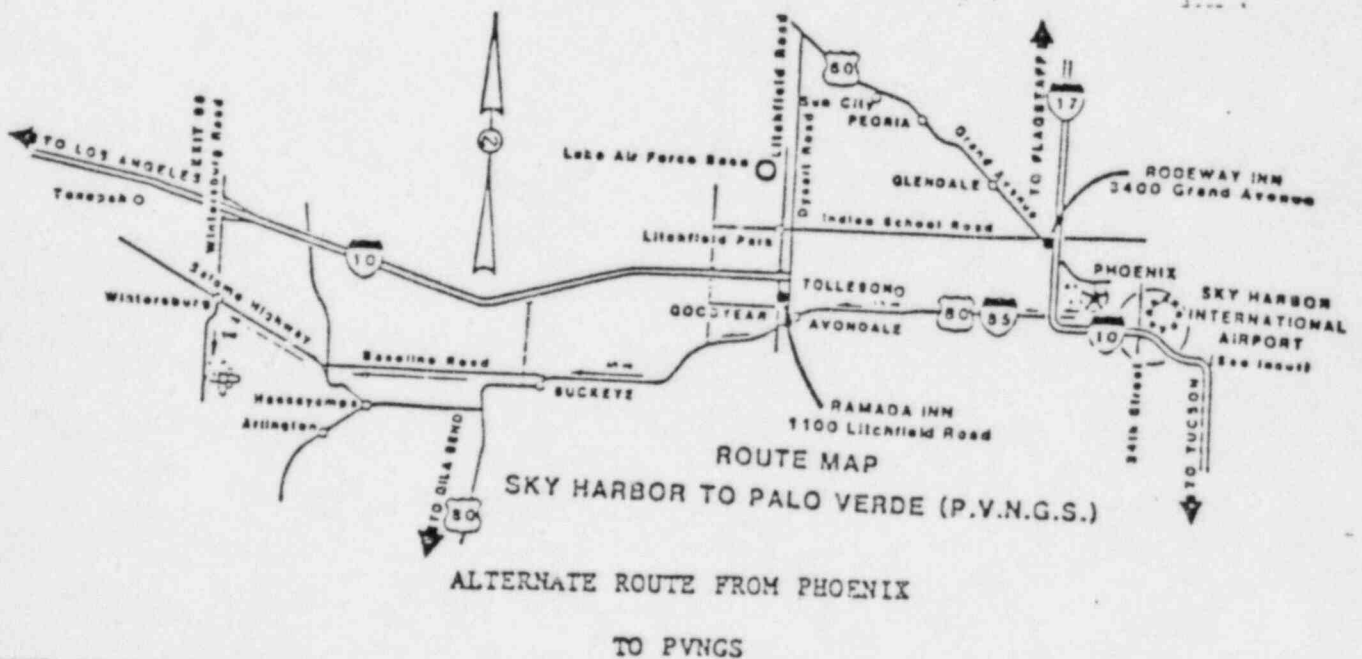 TO LOS ANGELES
EXIT 98
Wintersburg Road
Tonopah
10
Salome Highway
Wintersburg
Baseline Road
Hassayampa
Arlington
TO GILA BEND
80
BUCKEYE
Luke Air Force Base
Litchfield Road
Dysart Road
60
Sun City
PEORIA
Grand Avenue
GLENDALE
TO FLAGSTAFF
17
RODEWAY INN
3400 Grand Avenue
Indian School Road
Litchfield Park
TOLLESON
GOODYEAR
AVONDALE
80
85
PHOENIX
10
SKY HARBOR
INTERNATIONAL
AIRPORT
34th Street
TO TUCSON
RAMADA INN
1100 Litchfield Road
ROUTE MAP
SKY HARBOR TO PALO VERDE (P.V.N.G.S.)
ALTERNATE ROUTE FROM PHOENIX
TO PVNGS